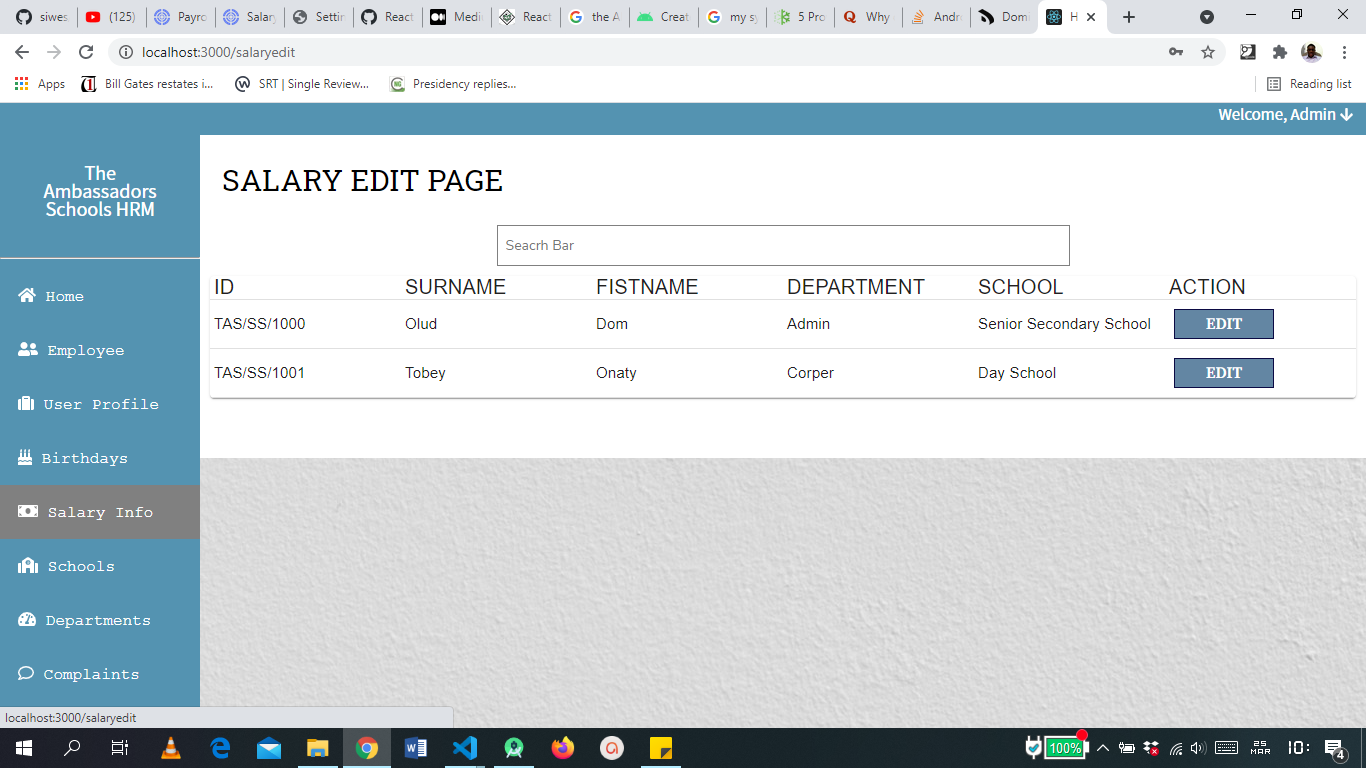 siwes
(125)
Payro
Salary
Settin
React
Medi
React
the A
Creat
my sy
5 Pro
Why
Andro
Dom
H
localhost:3000/salaryedit
Apps
Bill Gates restates i...
SRT | Single Review...
Presidency replies...
Reading list
Welcome, Admin
The
Ambassadors
Schools HRM
Home
Employee
User Profile
Birthdays
Salary Info
Schools
Departments
Complaints
SALARY EDIT PAGE
Seacrh Bar
ID SURNAME FISTNAME DEPARTMENT SCHOOL ACTION
TAS/SS/1000 Olud Dom Admin Senior Secondary School EDIT
TAS/SS/1001 Tobey Onaty Corper Day School EDIT
localhost:3000/salaryedit
100%
25
MAR
10:
4